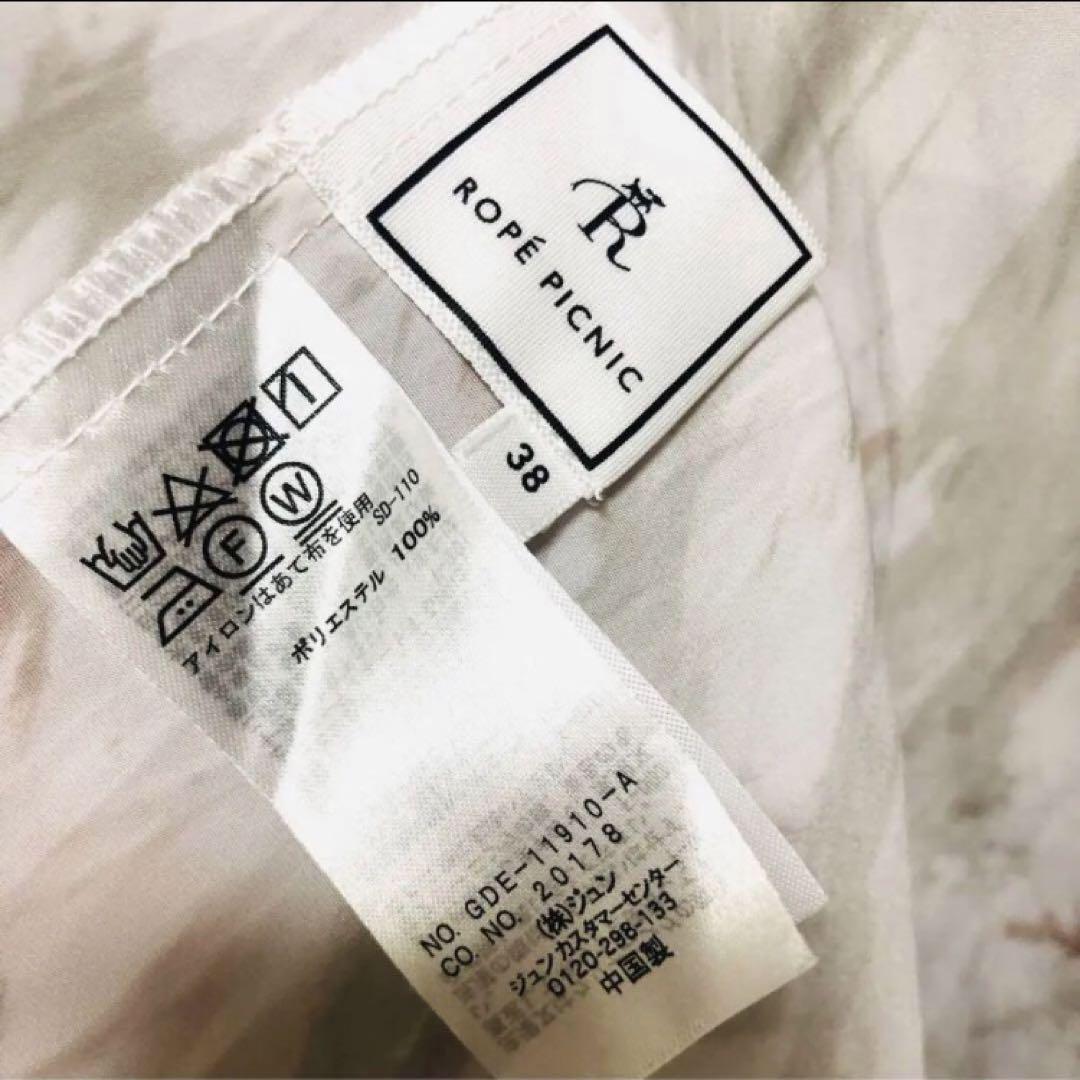 R
ROPÉ PICNIC
38
F W
アイロンはあて布を使用
SD-110
ポリエステル 100%
NO. GDE-11910-A
CO. NO. 20178
(株)ジュン
ジュンカスタマーセンター
0120-298-133
中国製